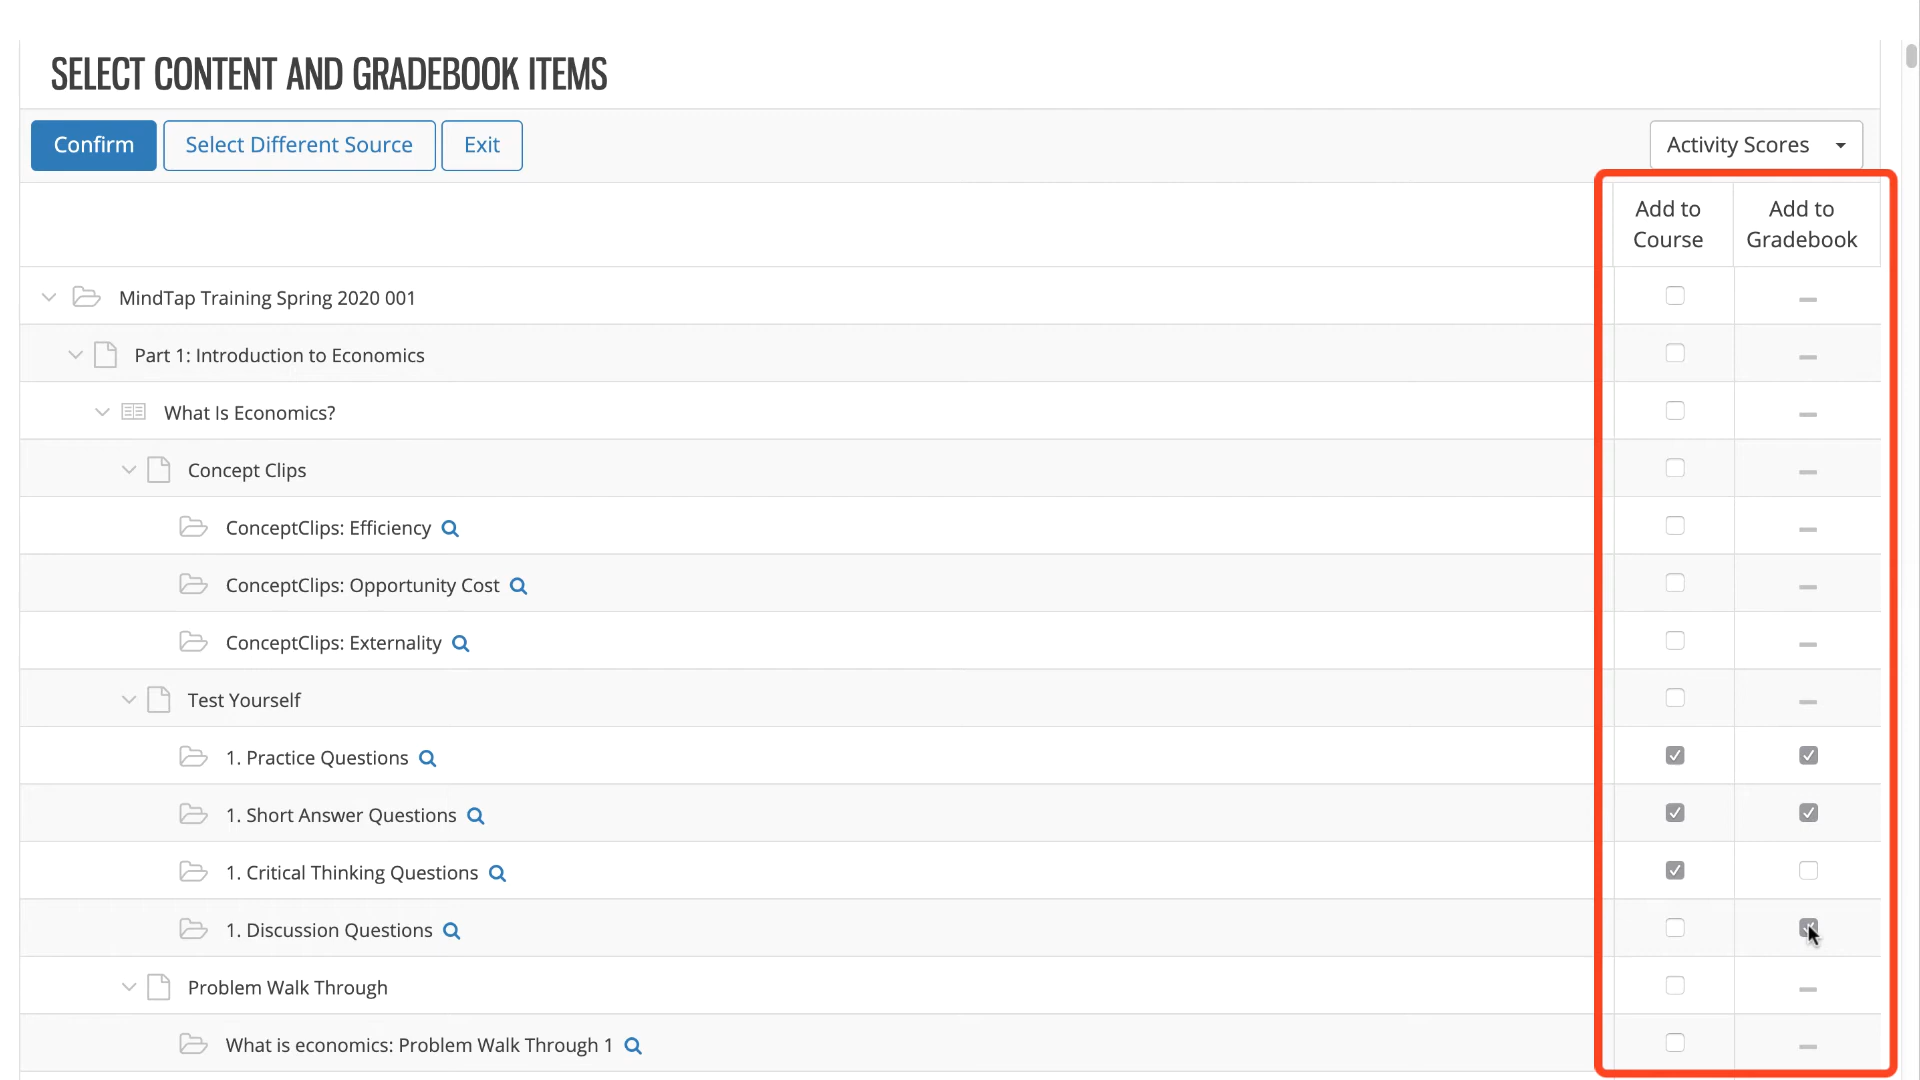 SELECT CONTENT AND GRADEBOOK ITEMS
Confirm
Select Different Source
Exit
Activity Scores
Add to
Course
Add to
Gradebook
MindTap Training Spring 2020 001
Part 1: Introduction to Economics
What Is Economics?
Concept Clips
ConceptClips: Efficiency
ConceptClips: Opportunity Cost
ConceptClips: Externality
Test Yourself
1. Practice Questions
1. Short Answer Questions
1. Critical Thinking Questions
1. Discussion Questions
Problem Walk Through
What is economics: Problem Walk Through 1